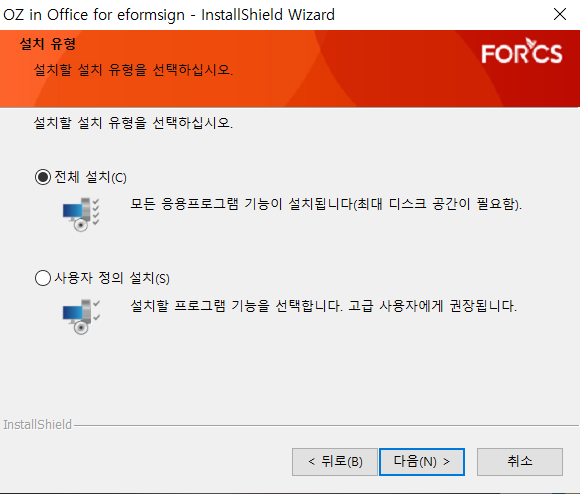 OZ in Office for eformsign - InstallShield Wizard
설치 유형
설치할 설치 유형을 선택하십시오.
FORCS
설치할 설치 유형을 선택하십시오.
전체 설치(C)
모든 응용프로그램 기능이 설치됩니다(최대 디스크 공간이 필요함).
사용자 정의 설치(S)
설치할 프로그램 기능을 선택합니다. 고급 사용자에게 권장됩니다.
InstallShield
< 뒤로(B) 다음(N) > 취소